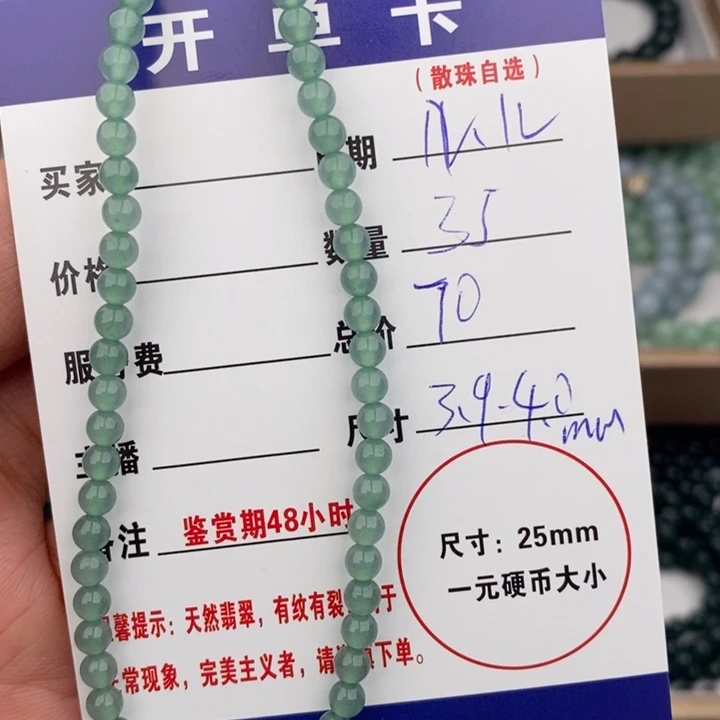 开单卡
(散珠自选)
买家 期
价格 数量 35
服务费 总价 70
主播 尺寸 3.9-4.0mm
备注 鉴赏期48小时
尺寸：25mm
一元硬币大小
温馨提示：天然翡翠，有纹有裂 于
正常现象，完美主义者，请 下单。